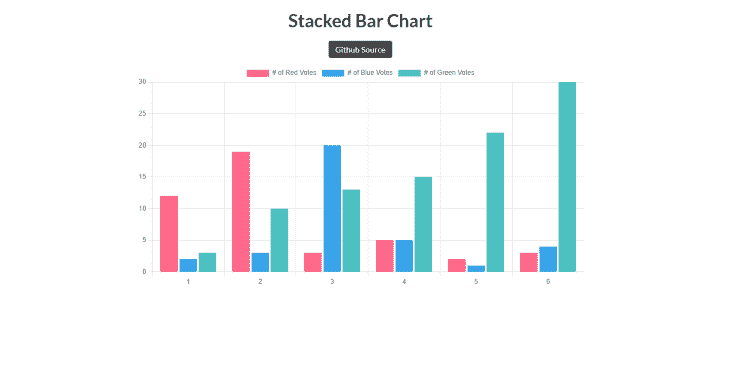 Stacked Bar Chart
Github Source
# of Red Votes # of Blue Votes # of Green Votes
30
25
20
15
10
5
0
1 2 3 4 5 6